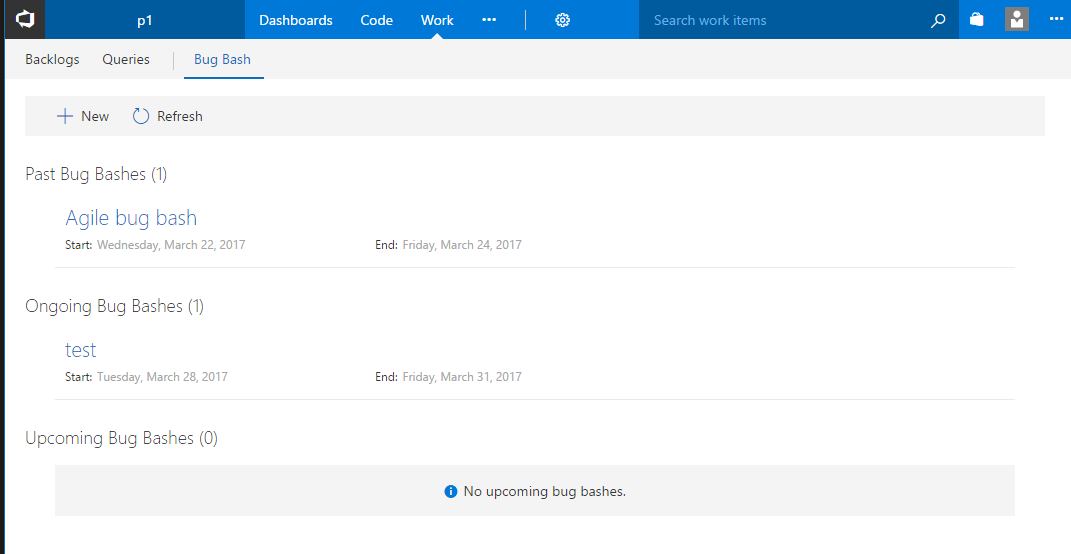 p1 Dashboards Code Work ••• Search work items •••
Backlogs Queries Bug Bash
New Refresh
Past Bug Bashes (1)
Agile bug bash
Start: Wednesday, March 22, 2017 End: Friday, March 24, 2017
Ongoing Bug Bashes (1)
test
Start: Tuesday, March 28, 2017 End: Friday, March 31, 2017
Upcoming Bug Bashes (0)
No upcoming bug bashes.